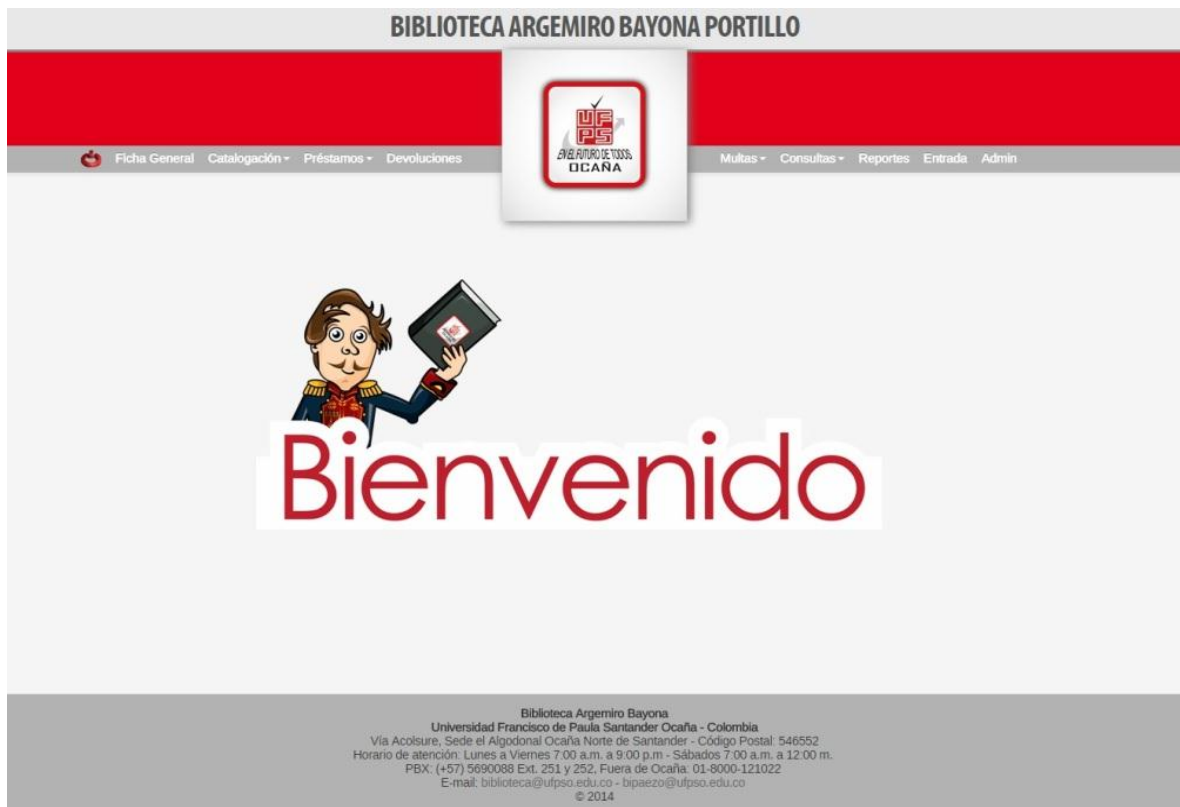 BIBLIOTECA ARGEMIRO BAYONA PORTILLO
UFPS
EN EL FUTURO DE TODOS
OCAÑA
Ficha General Catalogación Préstamos Devoluciones Multas Consultas Reportes Entrada Admin
Bienvenido
Biblioteca Argemiro Bayona
Universidad Francisco de Paula Santander Ocaña - Colombia
Vía Acolsure, Sede el Algodonal Ocaña Norte de Santander - Código Postal: 546552
Horario de atención: Lunes a Viernes 7:00 a.m. a 9:00 p.m - Sábados 7:00 a.m. a 12:00 m.
PBX: (+57) 5690088 Ext. 251 y 252, Fuera de Ocaña: 01-8000-121022
E-mail: biblioteca@ufpso.edu.co - bipaezo@ufpso.edu.co
© 2014